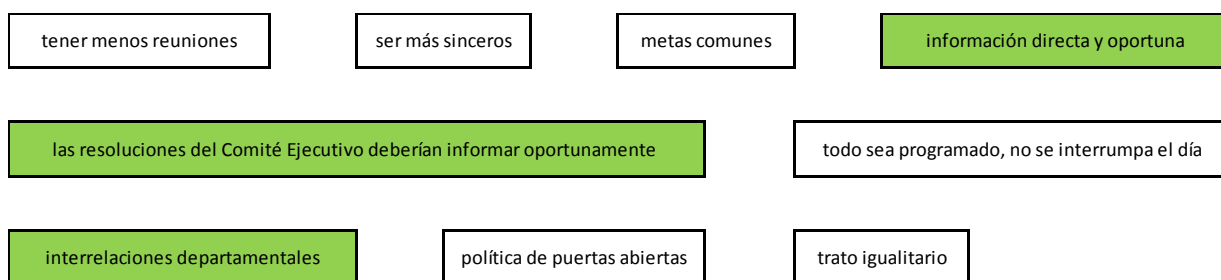 tener menos reuniones
ser más sinceros
metas comunes
información directa y oportuna
las resoluciones del Comité Ejecutivo deberían informar oportunamente
todo sea programado, no se interrumpa el día
interrelaciones departamentales
política de puertas abiertas
trato igualitario